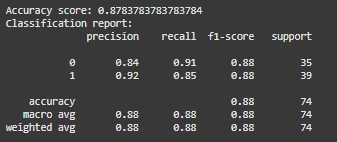 Accuracy score: 0.8783783783783784
Classification report:
precision recall f1-score support
0 0.84 0.91 0.88 35
1 0.92 0.85 0.88 39
accuracy 0.88 74
macro avg 0.88 0.88 0.88 74
weighted avg 0.88 0.88 0.88 74